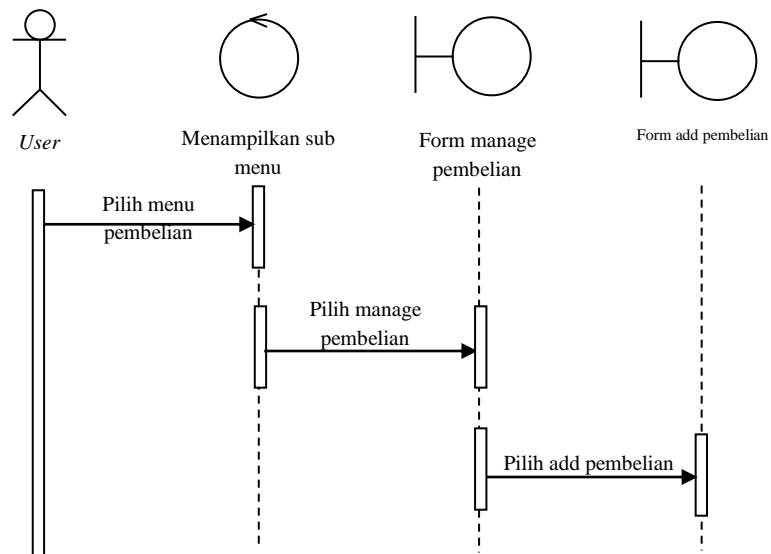 User
Menampilkan sub
menu
Form manage
pembelian
Form add pembelian
Pilih menu
pembelian
Pilih manage
pembelian
Pilih add pembelian